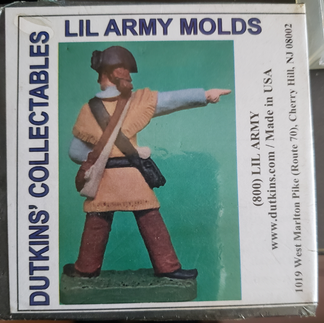 LIL ARMY MOLDS
DUTKINS' COLLECTABLES
(800) LIL ARMY
www.dutkins.com / Made in USA
1019 West Marlton Pike (Route 70), Cherry Hill, NJ 08002